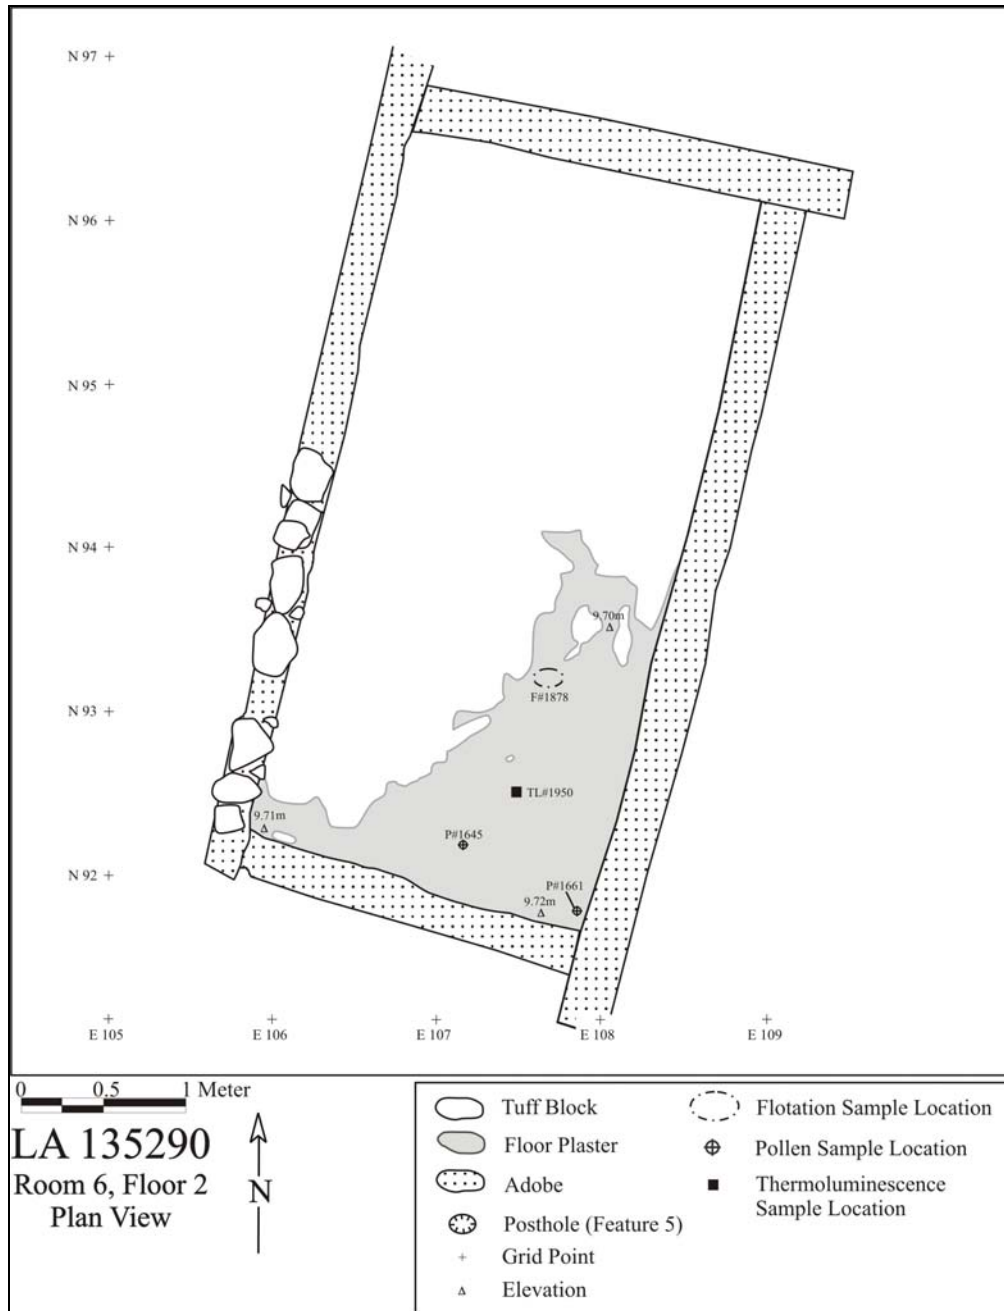 N 97
N 96
N 95
N 94
9.70m
F#1878
N 93
TL#1950
9.71m
P#1645
N 92
P#1661
9.72m
E 105
E 106
E 107
E 108
E 109
0 0.5 1 Meter
LA 135290
Room 6, Floor 2
Plan View
N
Tuff Block
Floor Plaster
Adobe
Posthole (Feature 5)
Grid Point
Elevation
Flotation Sample Location
Pollen Sample Location
Thermoluminescence
Sample Location